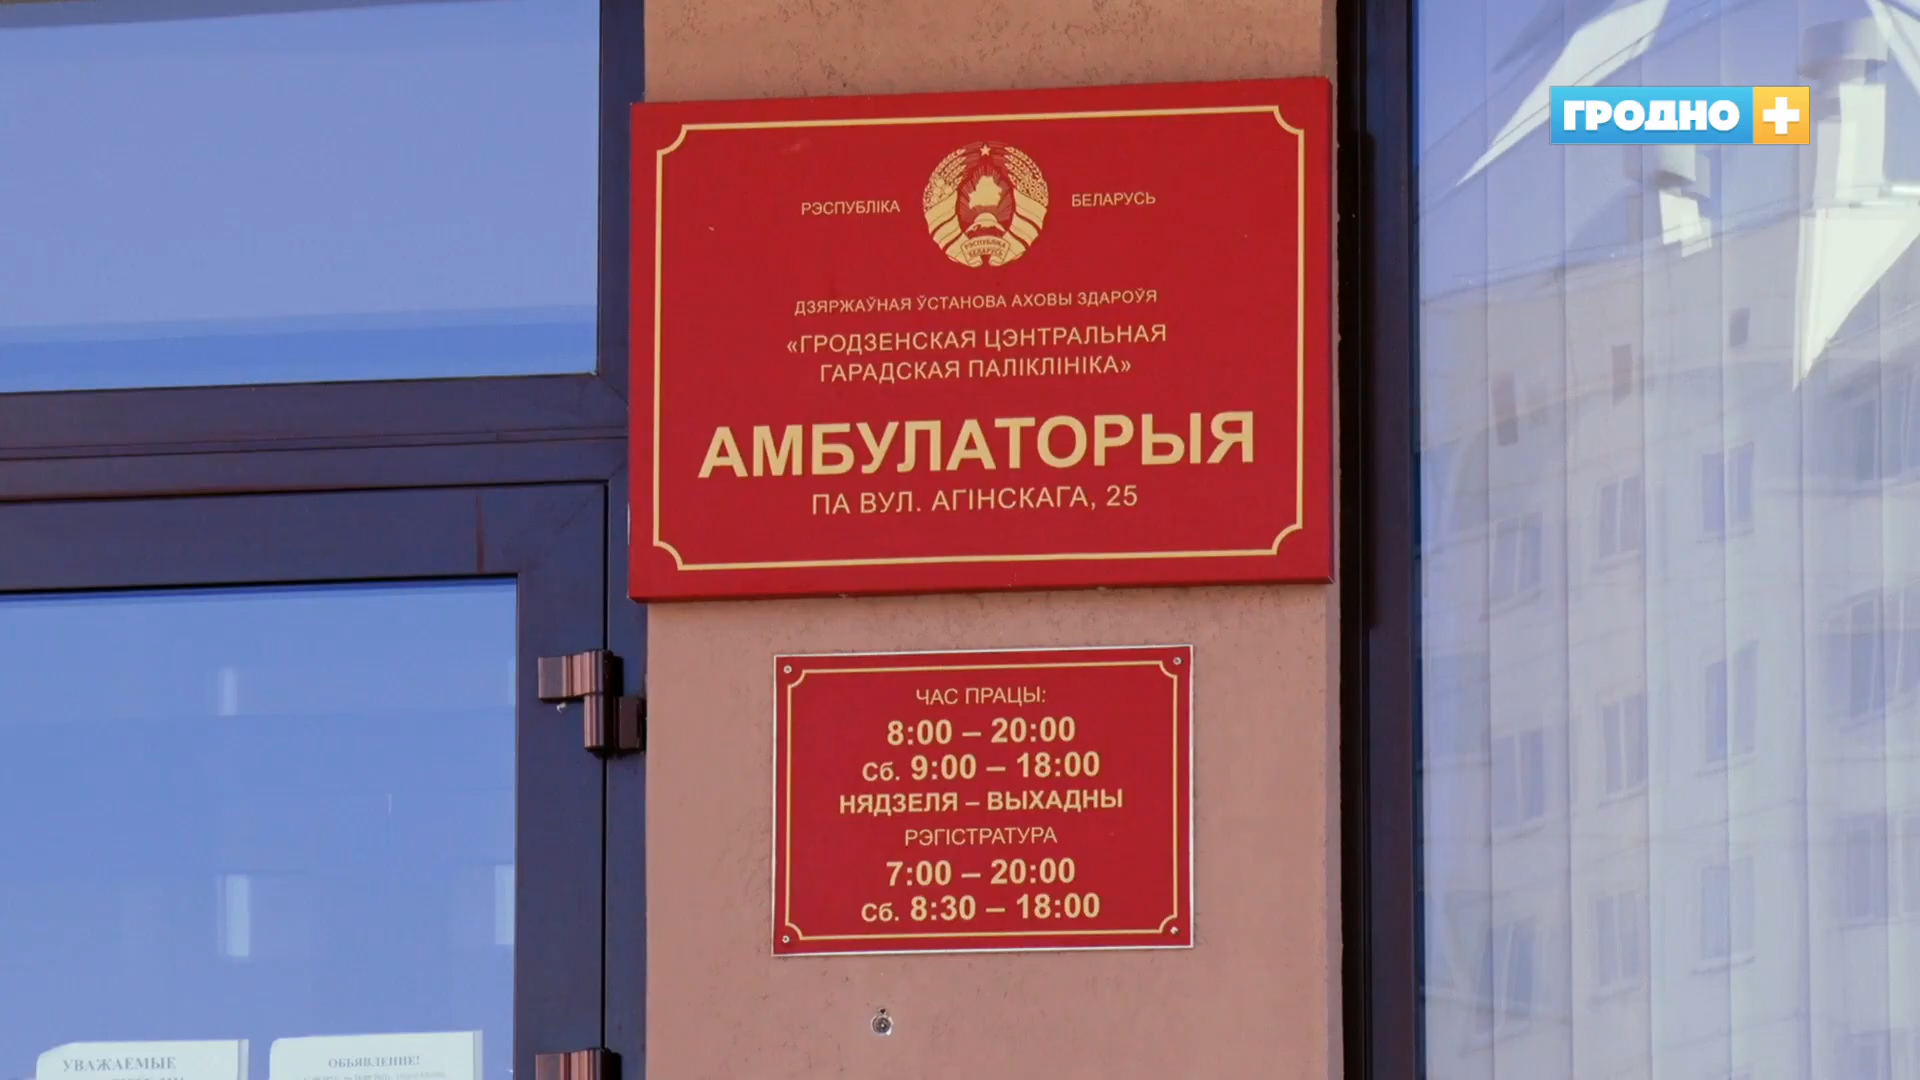 ГРОДНО +
РЭСПУБЛІКА
БЕЛАРУСЬ
РЭСПУБЛІКА
БЕЛАРУСЬ
ДЗЯРЖАЎНАЯ ЎСТАНОВА АХОВЫ ЗДАРОЎЯ
«ГРОДЗЕНСКАЯ ЦЭНТРАЛЬНАЯ
ГАРАДСКАЯ ПАЛІКЛІНІКА»
АМБУЛАТОРЫЯ
ПА ВУЛ. АГІНСКАГА, 25
ЧАС ПРАЦЫ:
8:00 – 20:00
Сб. 9:00 – 18:00
НЯДЗЕЛЯ – ВЫХАДНЫ
РЭГІСТРАТУРА
7:00 – 20:00
Сб. 8:30 – 18:00
УВАЖАЕМЫЕ
ОБЪЯВЛЕНИЕ!